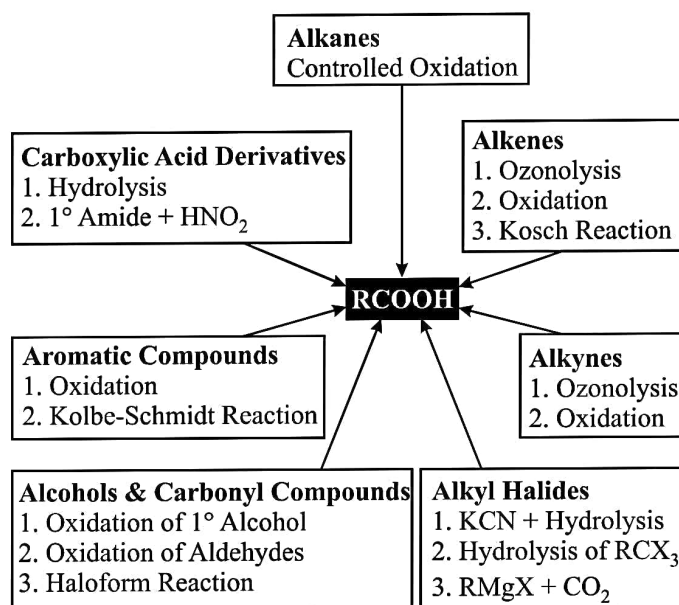 Alkanes
Controlled Oxidation
Carboxylic Acid Derivatives
1. Hydrolysis
2. 1° Amide + HNO₂
Alkenes
1. Ozonolysis
2. Oxidation
3. Kosch Reaction
RCOOH
Aromatic Compounds
1. Oxidation
2. Kolbe-Schmidt Reaction
Alkynes
1. Ozonolysis
2. Oxidation
Alcohols & Carbonyl Compounds
1. Oxidation of 1° Alcohol
2. Oxidation of Aldehydes
3. Haloform Reaction
Alkyl Halides
1. KCN + Hydrolysis
2. Hydrolysis of RCX₃
3. RMgX + CO₂